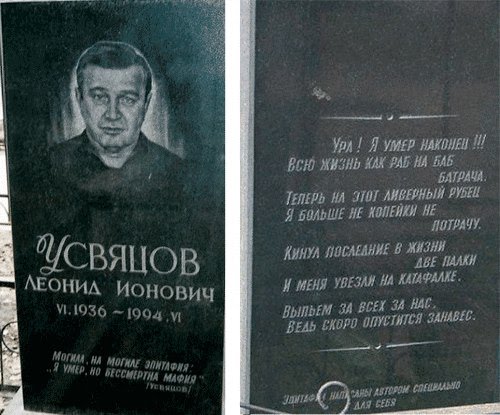 Усвяцов
Леонид Ионович
VI.1936 ~ 1994.VI
Могила, на могиле эпитафия:
„Я умер, но бессмертна мафия"
(Усвяцов)
Ура! Я умер наконец!!!
Всю жизнь как раб на баб
батрача.
Теперь на этот ливерный рубец
Я больше не копейки не
потрачу.
Кинул последние в жизни
две палки
И меня увезли на катафалке.
Выпьем за всех за нас,
Ведь скоро опустится занавес.
Эпитафия написаны автором специально
для себя